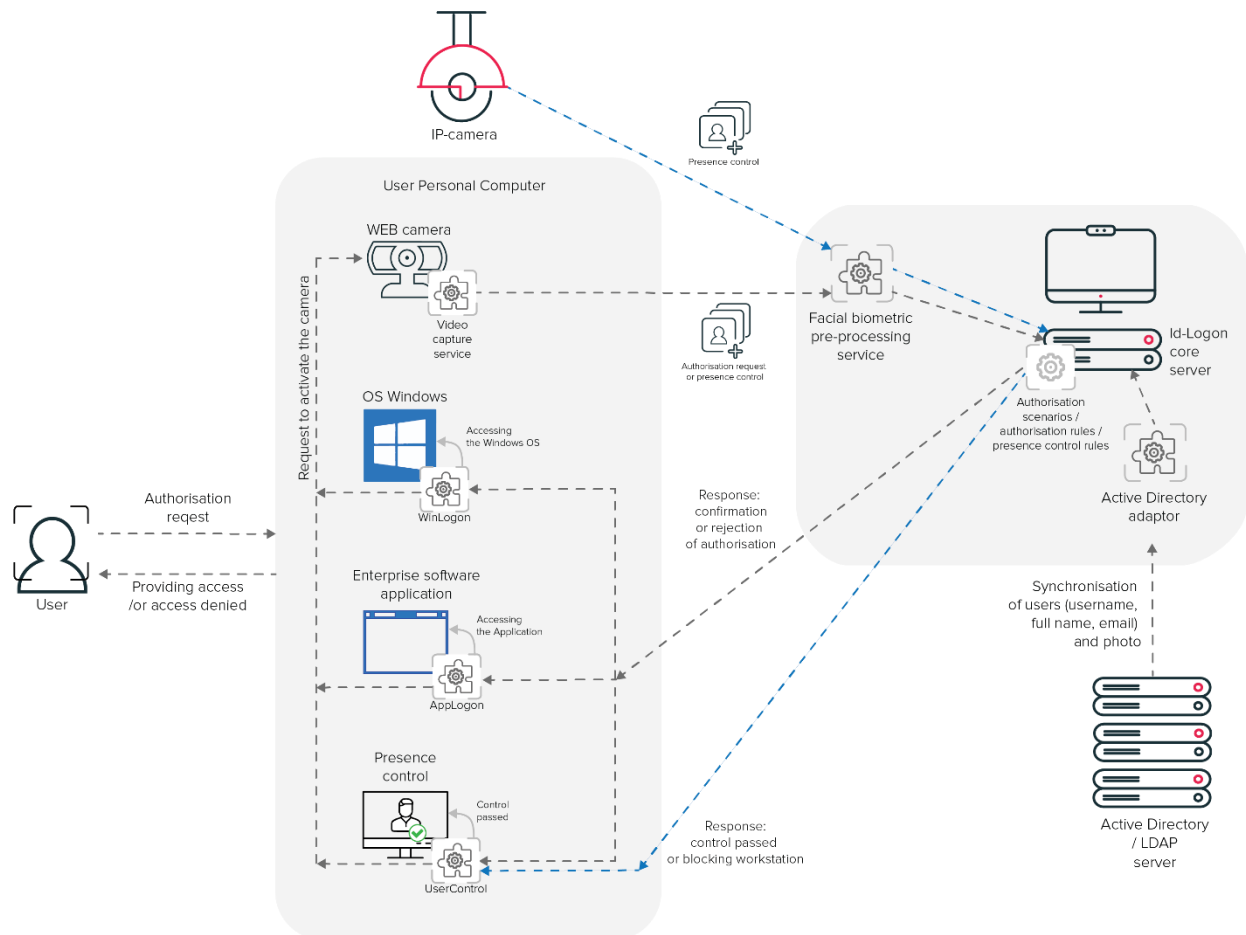 IP-camera
Presence control
User Personal Computer
WEB camera
Request to activate the camera
Video
capture
service
Facial biometric
pre-processing
service
Id-Logon
core
server
Authorisation request
or presence control
OS Windows
Accessing
the Windows OS
WinLogon
Authorisation
scenarios /
authorisation rules /
presence control rules
Active Directory
adaptor
Response:
confirmation
or rejection
of authorisation
Authorisation
reqest
User
Providing access
/or access denied
Enterprise software
application
Accessing
the Application
AppLogon
Synchronisation
of users (username,
full name, email)
and photo
Presence
control
Control
passed
UserControl
Response:
control passed
or blocking workstation
Active Directory
/ LDAP
server